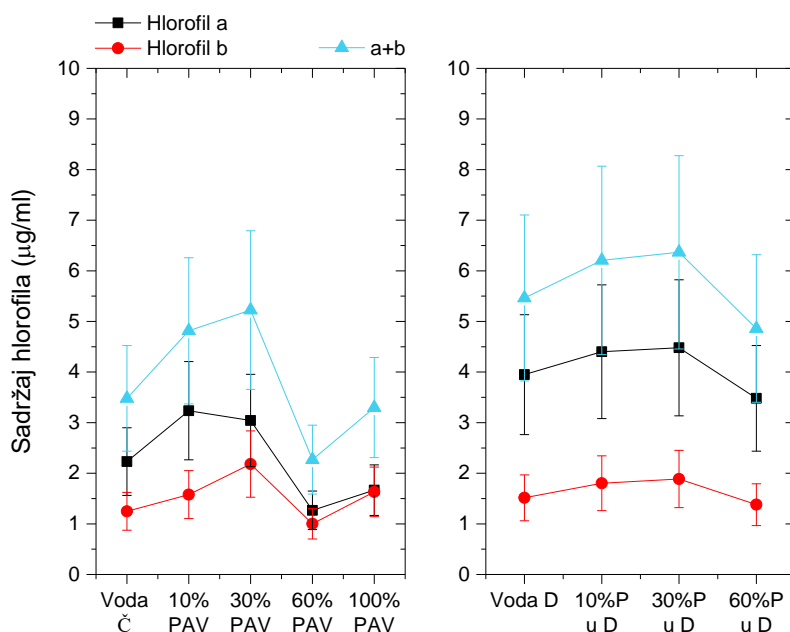 Hlorofil a
Hlorofil b
a+b
Sadržaj hlorofila (μg/ml)
10
9
8
7
6
5
4
3
2
1
0
Voda Č
10% PAV
30% PAV
60% PAV
100% PAV
10
9
8
7
6
5
4
3
2
1
0
Voda D
10%P u D
30%P u D
60%P u D